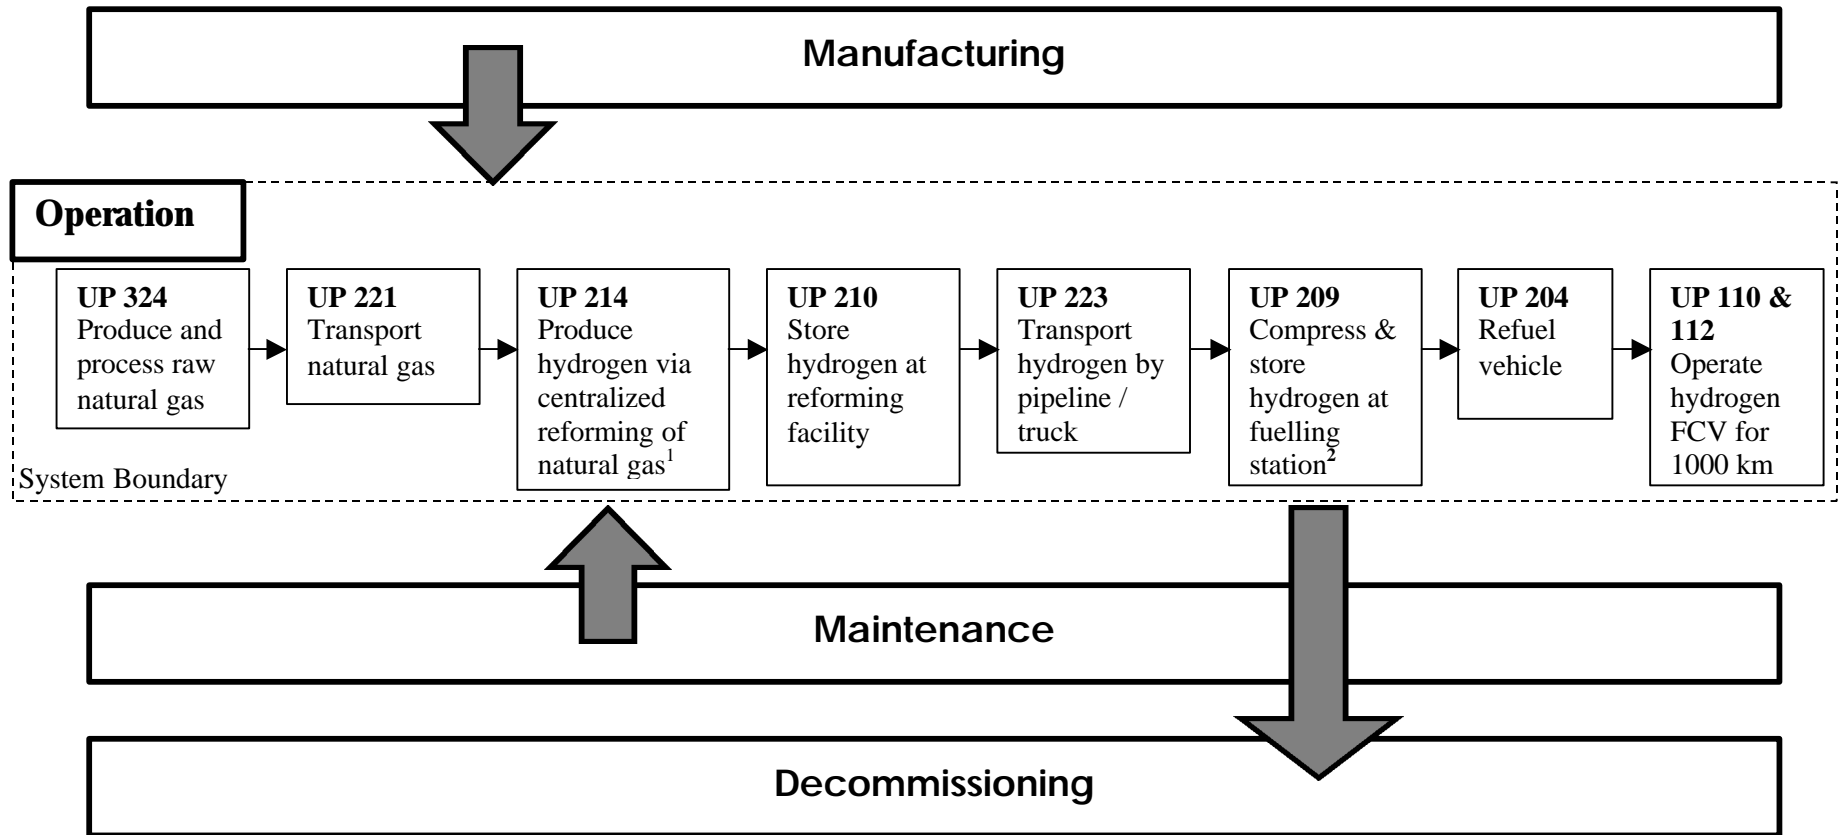 Manufacturing
Operation
UP 324
Produce and
process raw
natural gas
UP 221
Transport
natural gas
UP 214
Produce
hydrogen via
centralized
reforming of
natural gas¹
UP 210
Store
hydrogen at
reforming
facility
UP 223
Transport
hydrogen by
pipeline /
truck
UP 209
Compress &
store
hydrogen at
fuelling
station²
UP 204
Refuel
vehicle
UP 110 &
112
Operate
hydrogen
FCV for
1000 km
System Boundary
Maintenance
Decommissioning